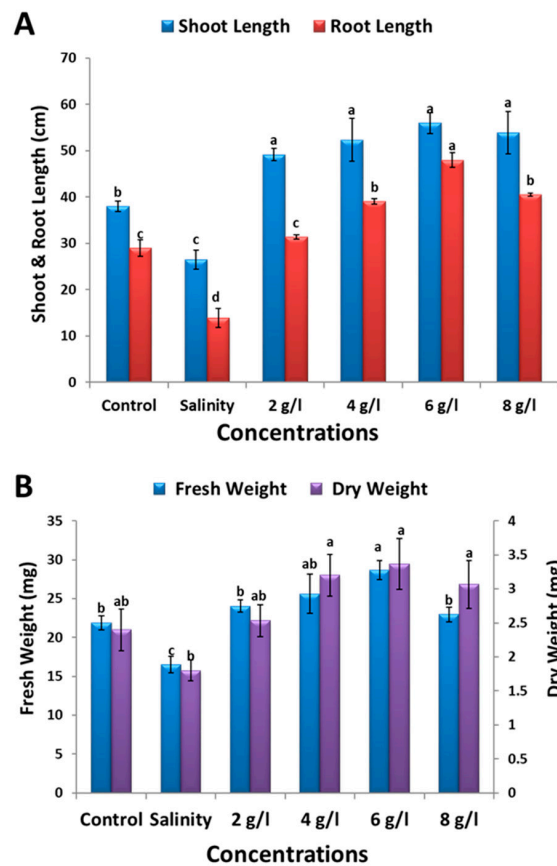 A
Shoot Length Root Length
Shoot & Root Length (cm)
70
60
50
40
30
20
10
0
b
c
c
d
a
c
a
b
a
a
a
b
Control Salinity 2 g/l 4 g/l 6 g/l 8 g/l
Concentrations
B
Fresh Weight Dry Weight
Fresh Weight (mg)
35
30
25
20
15
10
5
0
b
ab
c
b
b
ab
ab
a
a
a
b
a
4
3.5
3
2.5
2
1.5
1
0.5
0
Dry Weight (mg)
Control Salinity 2 g/l 4 g/l 6 g/l 8 g/l
Concentrations